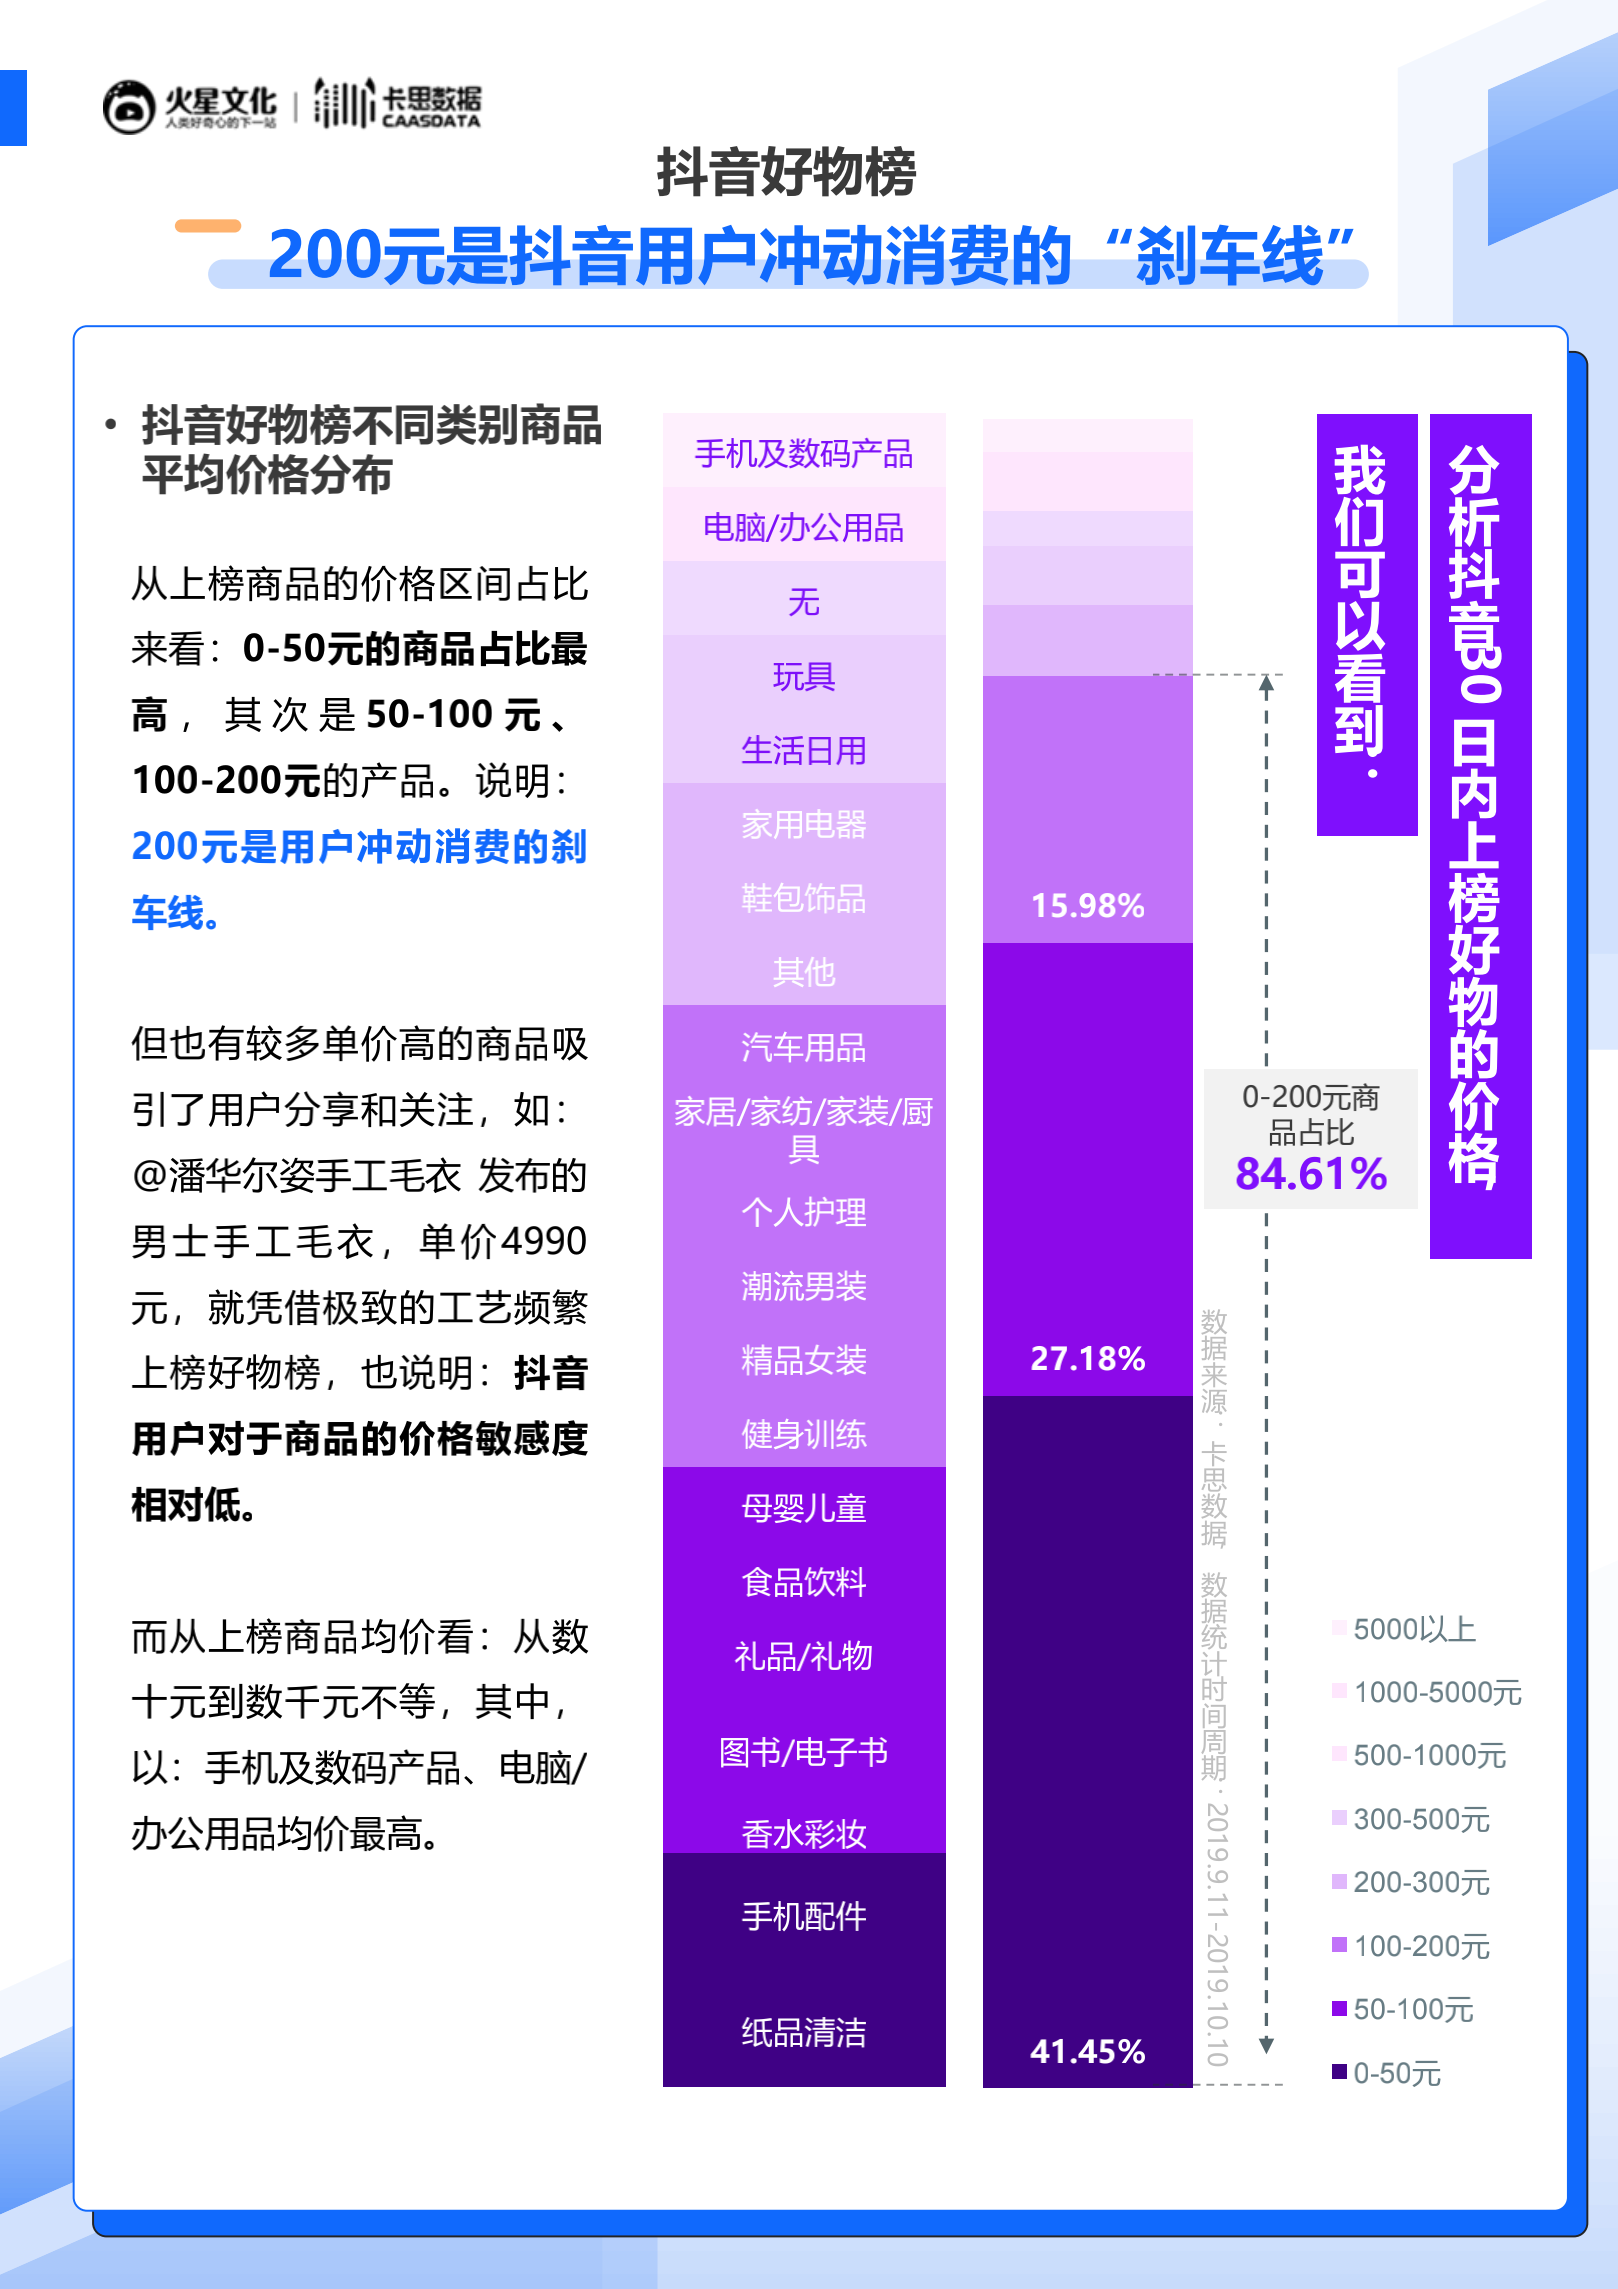 火星文化
人类好奇心的下一站
卡思数据
CAASDATA
抖音好物榜
200元是抖音用户冲动消费的“刹车线”
• 抖音好物榜不同类别商品
平均价格分布
从上榜商品的价格区间占比
来看：0-50元的商品占比最
高，其次是50-100元、
100-200元的产品。说明：
200元是用户冲动消费的刹
车线。
但也有较多单价高的商品吸
引了用户分享和关注，如：
@潘华尔姿手工毛衣 发布的
男士手工毛衣，单价4990
元，就凭借极致的工艺频繁
上榜好物榜，也说明：抖音
用户对于商品的价格敏感度
相对低。
而从上榜商品均价看：从数
十元到数千元不等，其中，
以：手机及数码产品、电脑/
办公用品均价最高。
手机及数码产品
电脑/办公用品
无
玩具
生活日用
家用电器
鞋包饰品
其他
汽车用品
家居/家纺/家装/厨
具
个人护理
潮流男装
精品女装
健身训练
母婴儿童
食品饮料
礼品/礼物
图书/电子书
香水彩妆
手机配件
纸品清洁
15.98%
27.18%
41.45%
0-200元商
品占比
84.61%
分析抖音30日内上榜好物的价格，
我们可以看到：
数据来源：卡思数据，数据统计时间周期：2019.9.11-2019.10.10
5000以上
1000-5000元
500-1000元
300-500元
200-300元
100-200元
50-100元
0-50元